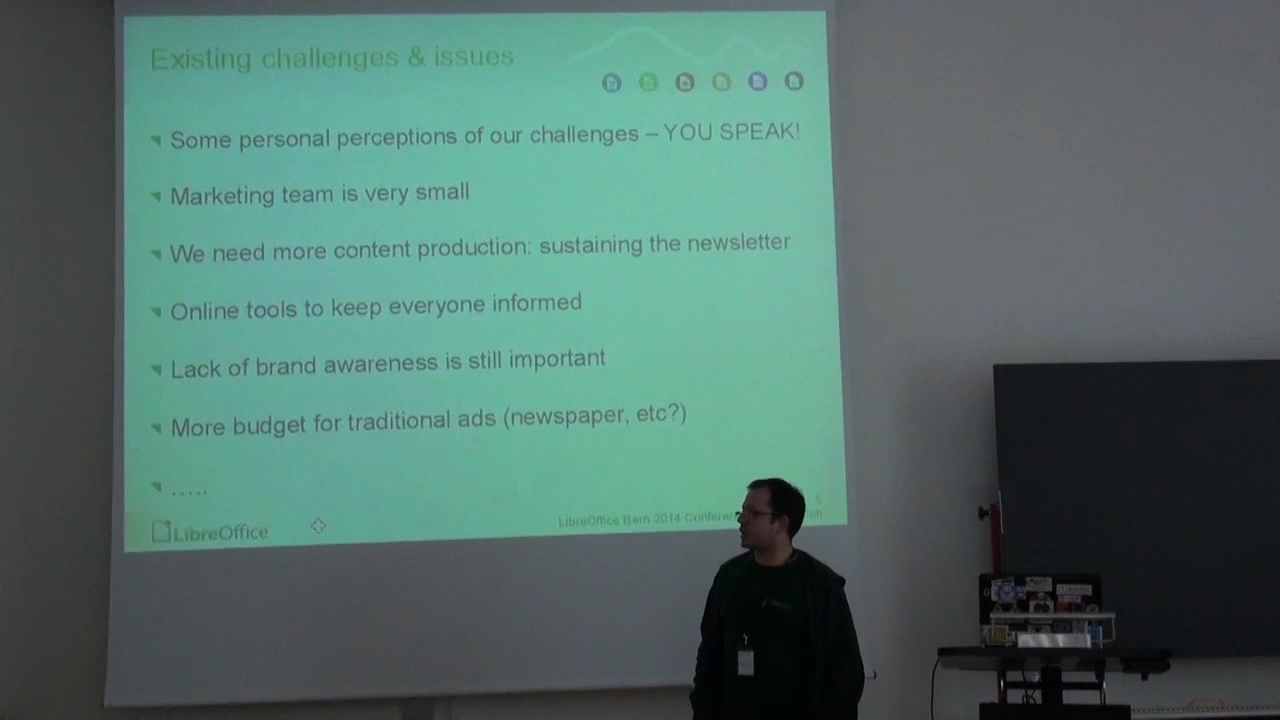 Existing challenges & issues
Some personal perceptions of our challenges – YOU SPEAK!
Marketing team is very small
We need more content production: sustaining the newsletter
Online tools to keep everyone informed
Lack of brand awareness is still important
More budget for traditional ads (newspaper, etc?)
.....
6
LibreOffice
LibreOffice Bern 2014